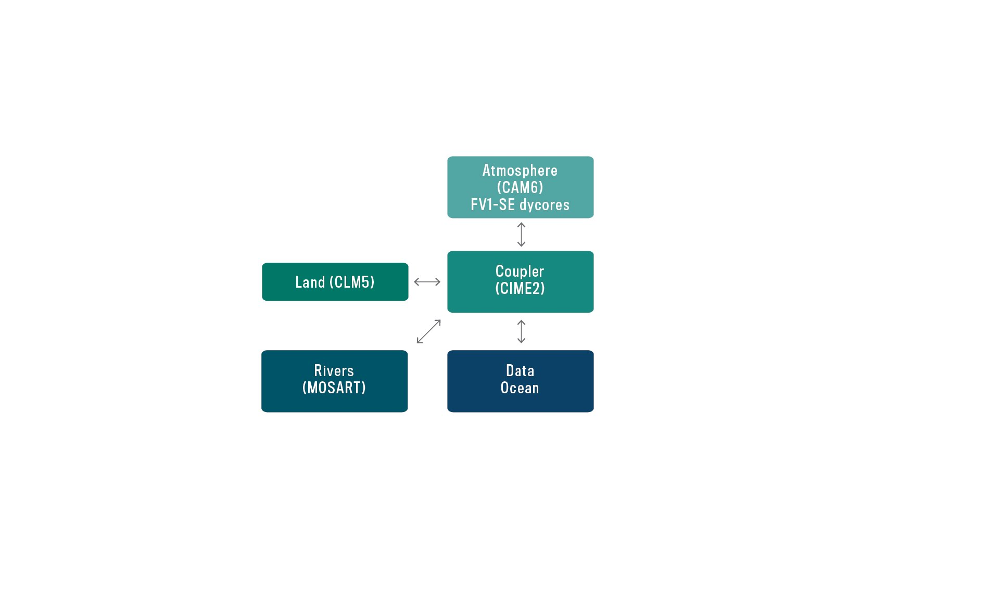 Atmosphere
(CAM6)
FV1-SE dycores
Land (CLM5)
Coupler
(CIME2)
Rivers
(MOSART)
Data
Ocean